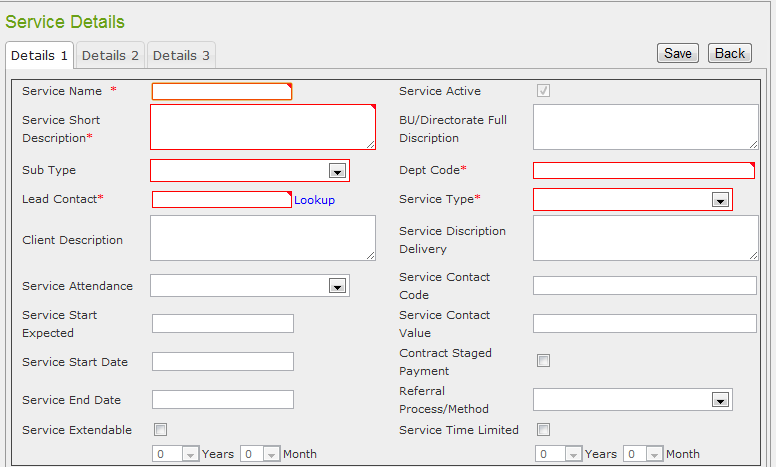 Service Details
Details 1 Details 2 Details 3 Save Back
Service Name * Service Active
Service Short Description* BU/Directorate Full Discription
Sub Type Dept Code*
Lead Contact* Lookup Service Type*
Client Description Service Discription Delivery
Service Attendance Service Contact Code
Service Start Expected Service Contact Value
Service Start Date Contract Staged Payment
Service End Date Referral Process/Method
Service Extendable Service Time Limited
0 Years 0 Month 0 Years 0 Month